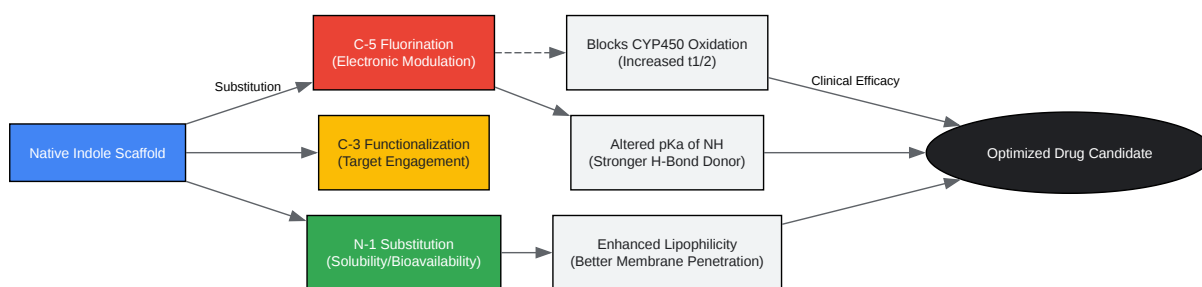 Native Indole Scaffold
Substitution
C-5 Fluorination
(Electronic Modulation)
C-3 Functionalization
(Target Engagement)
N-1 Substitution
(Solubility/Bioavailability)
Blocks CYP450 Oxidation
(Increased t1/2)
Altered pKa of NH
(Stronger H-Bond Donor)
Enhanced Lipophilicity
(Better Membrane Penetration)
Clinical Efficacy
Optimized Drug Candidate